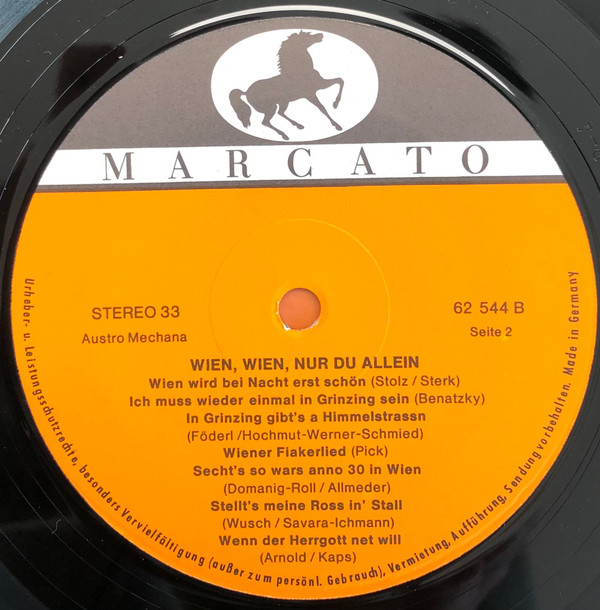 MARCATO
STEREO 33
Austro Mechana
62 544 B
Seite 2
WIEN, WIEN, NUR DU ALLEIN
Wien wird bei Nacht erst schön (Stolz / Sterk)
Ich muss wieder einmal in Grinzing sein (Benatzky)
In Grinzing gibt's a Himmelstrassn
(Föderl /Hochmut-Werner-Schmied)
Wiener Fiakerlied (Pick)
Secht's so wars anno 30 in Wien
(Domanig-Roll / Allmeder)
Stellt's meine Ross in' Stall
(Wusch / Savara-Ichmann)
Wenn der Herrgott net will
(Arnold / Kaps)
Urheber- u. Leistungsschutzrechte, besonders Vervielfältigung (außer zum persönl. Gebrauch), Vermietung, Aufführung, Sendung vorbehalten. Made in Germany